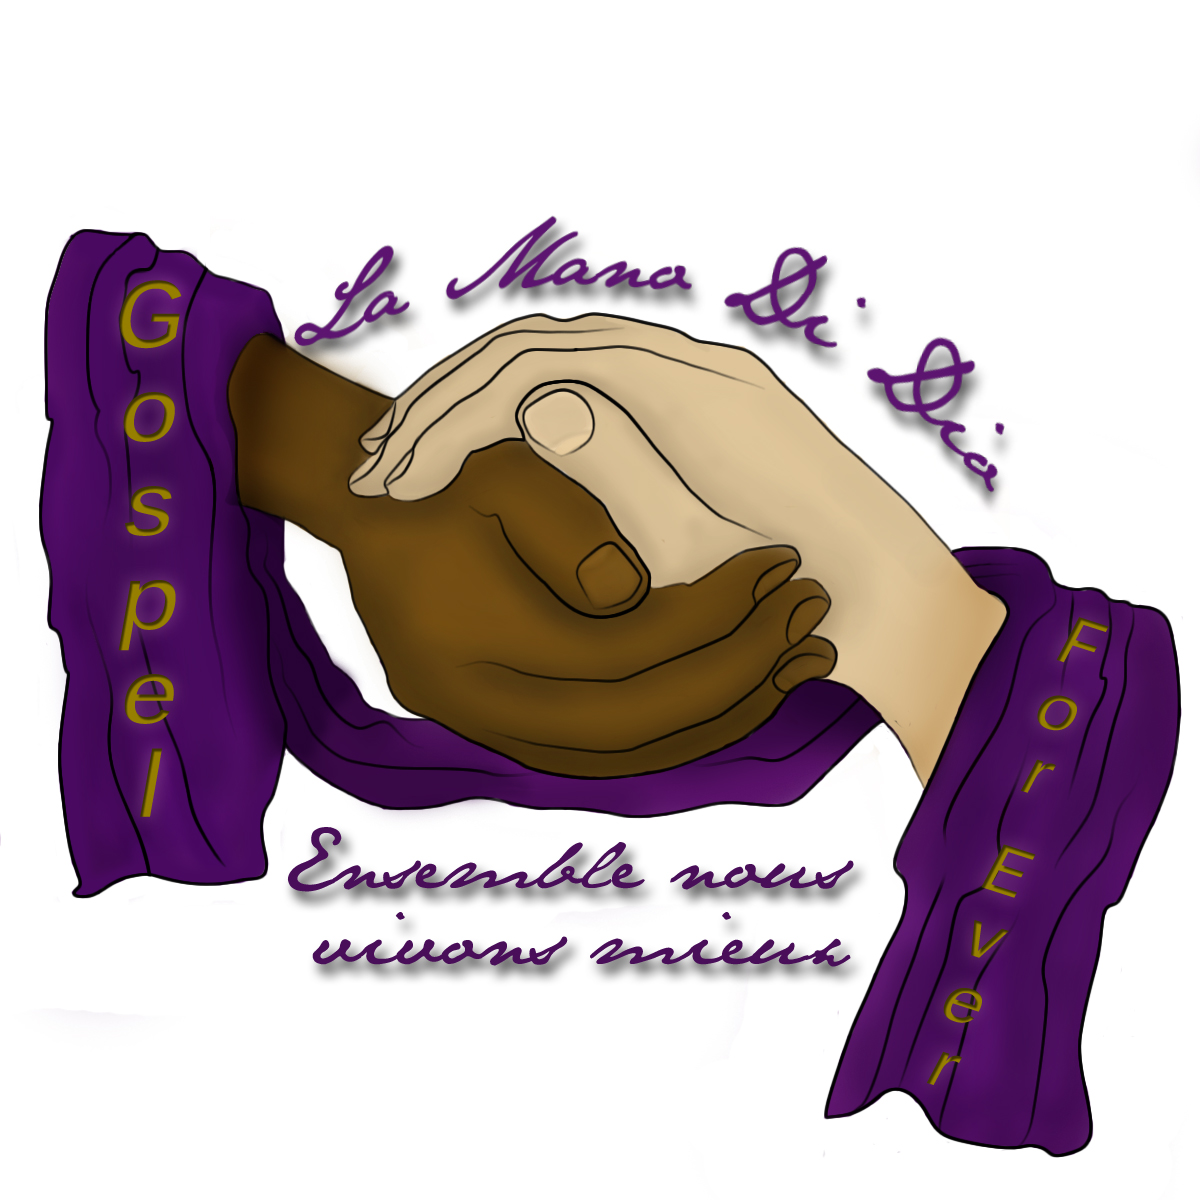 La Mano Di Dio
Gospel
For Ever
Ensemble nous
vivons mieux